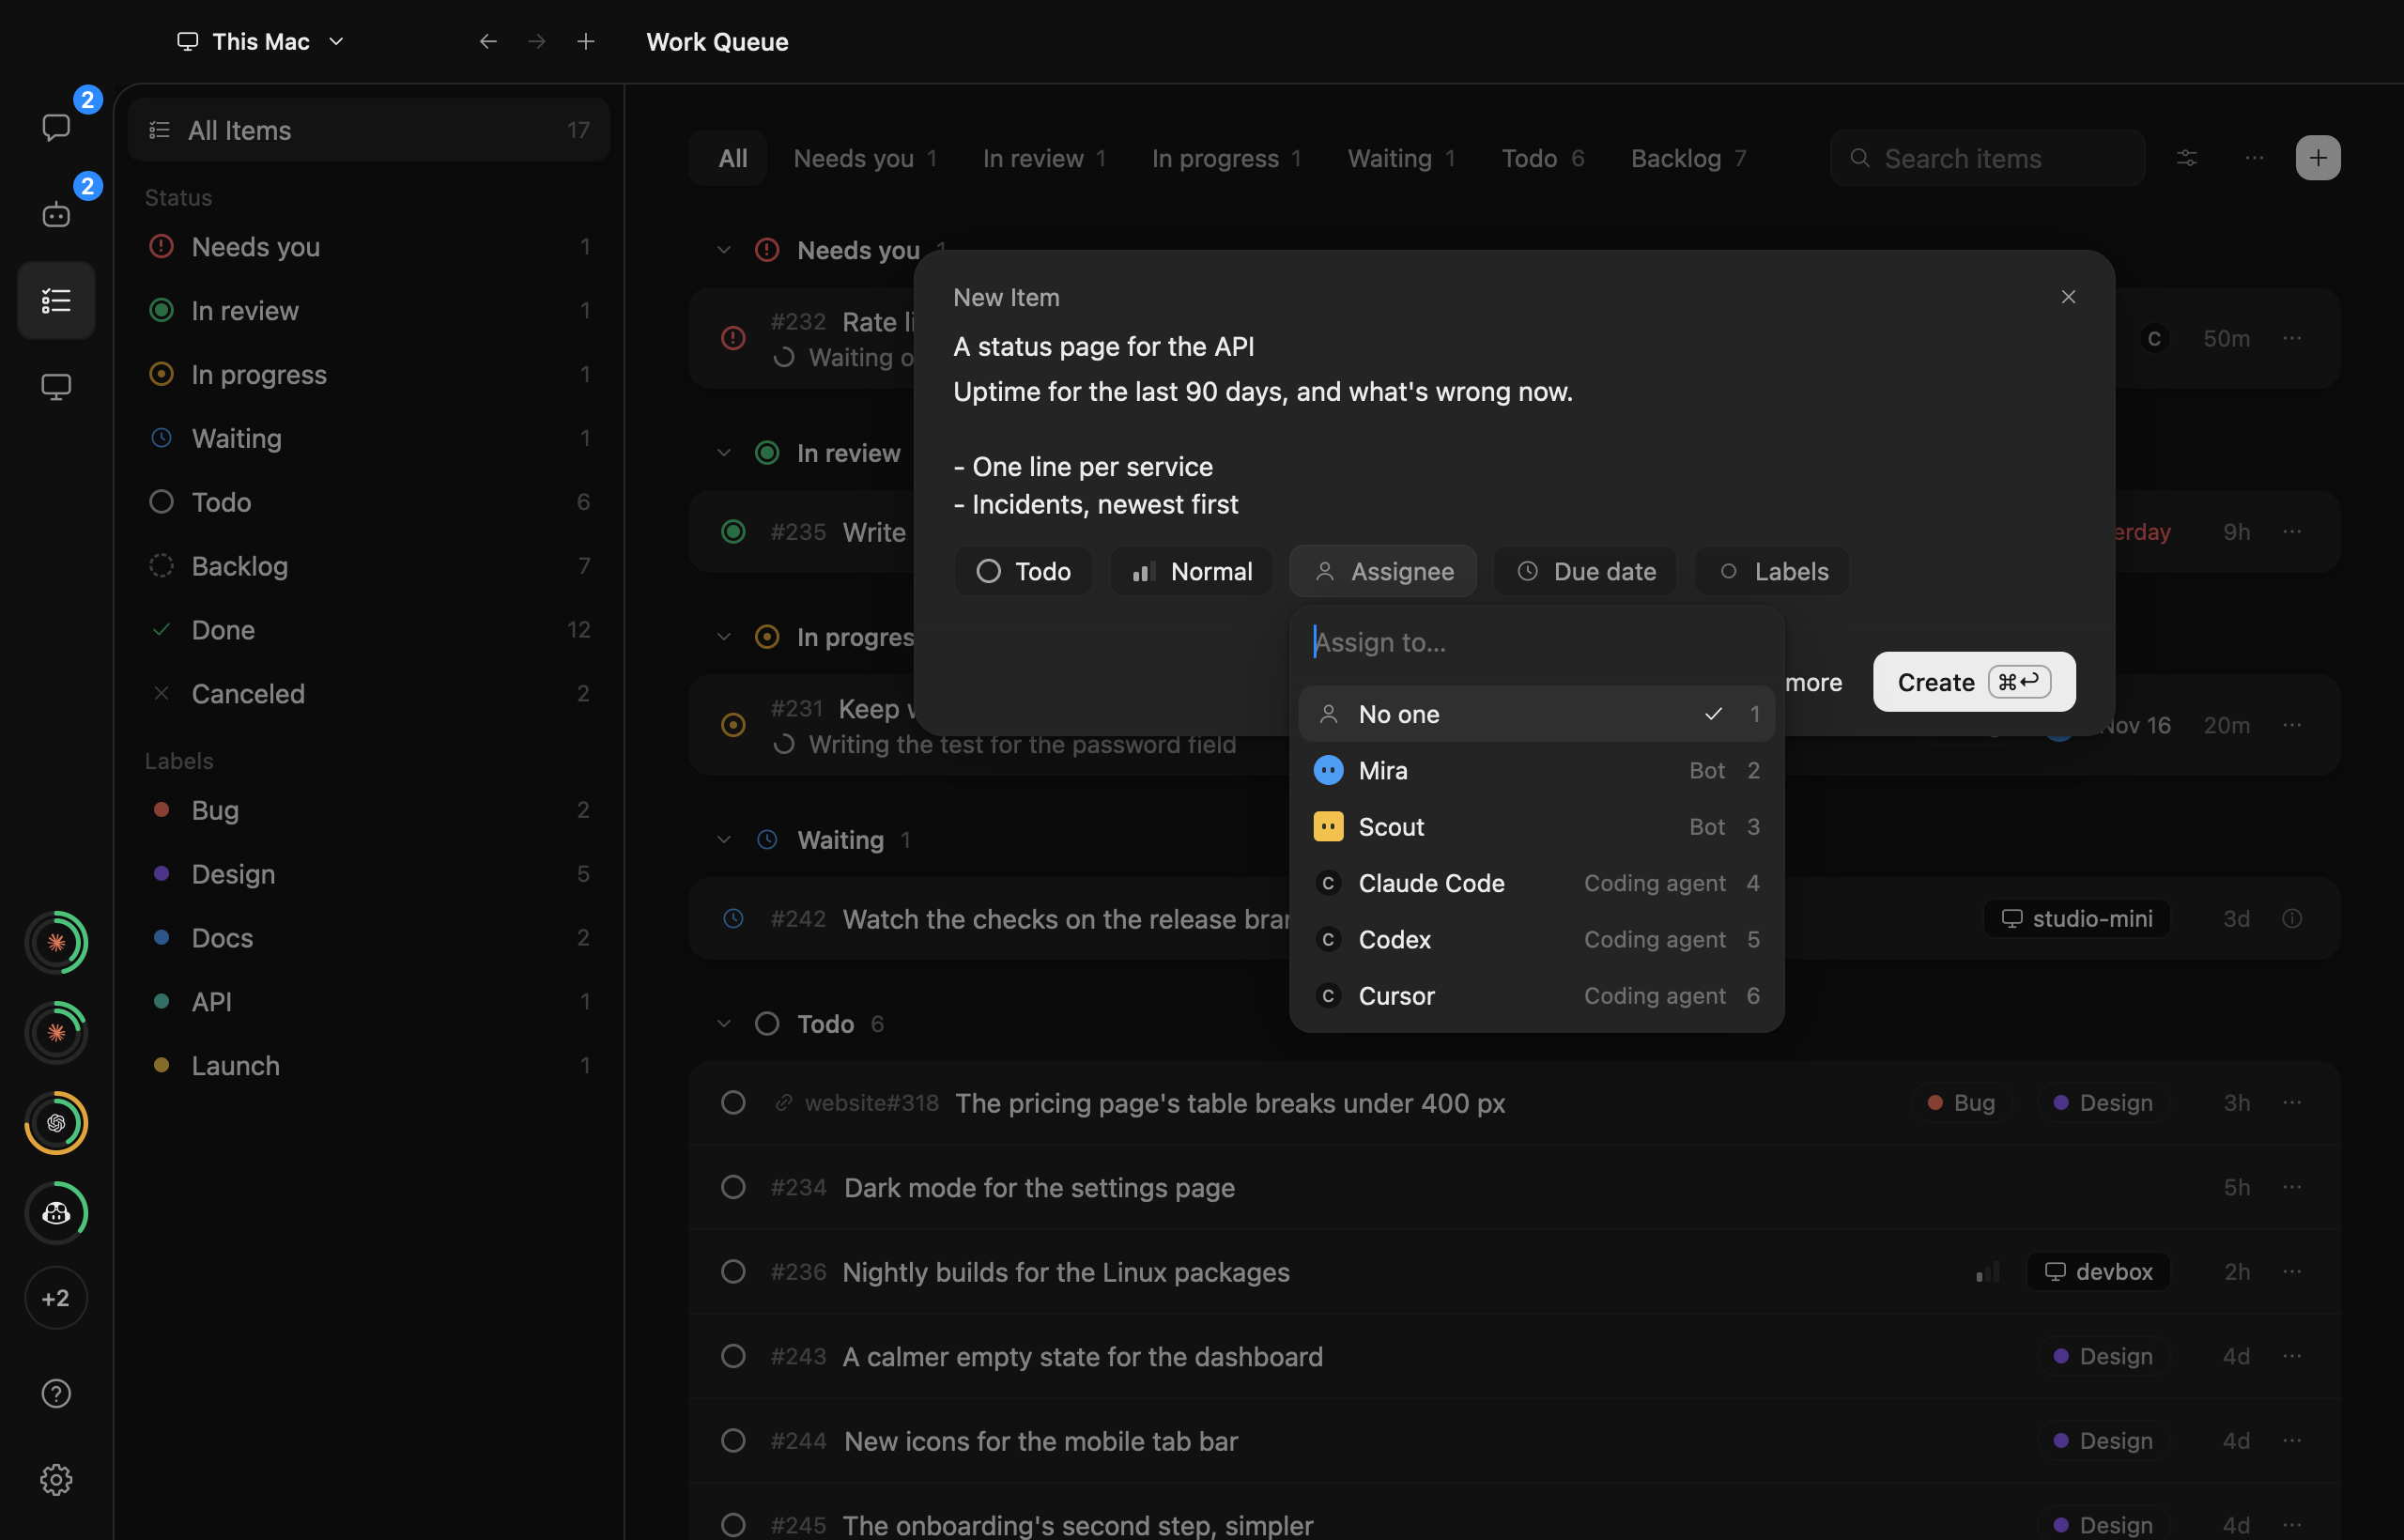 This Mac
Work Queue
2
2
All Items 17
Status
Needs you 1
In review 1
In progress 1
Waiting 1
Todo 6
Backlog 7
Done 12
Canceled 2
Labels
Bug 2
Design 5
Docs 2
API 1
Launch 1
+2
All Needs you 1 In review 1 In progress 1 Waiting 1 Todo 6 Backlog 7 Search items
Needs you 1
#232 Rate li
Waiting o
C 50m
In review
#235 Write
erday 9h
In progres
#231 Keep w
Writing the test for the password field
Nov 16 20m
Waiting 1
#242 Watch the checks on the release bran
studio-mini 3d
Todo 6
website#318 The pricing page's table breaks under 400 px Bug Design 3h
#234 Dark mode for the settings page 5h
#236 Nightly builds for the Linux packages devbox 2h
#243 A calmer empty state for the dashboard Design 4d
#244 New icons for the mobile tab bar Design 4d
#245 The onboarding's second step, simpler Design 4d
New Item
A status page for the API
Uptime for the last 90 days, and what's wrong now.
- One line per service
- Incidents, newest first
Todo Normal Assignee Due date Labels
more Create ⌘↩
Assign to...
No one 1
Mira Bot 2
Scout Bot 3
C Claude Code Coding agent 4
C Codex Coding agent 5
C Cursor Coding agent 6